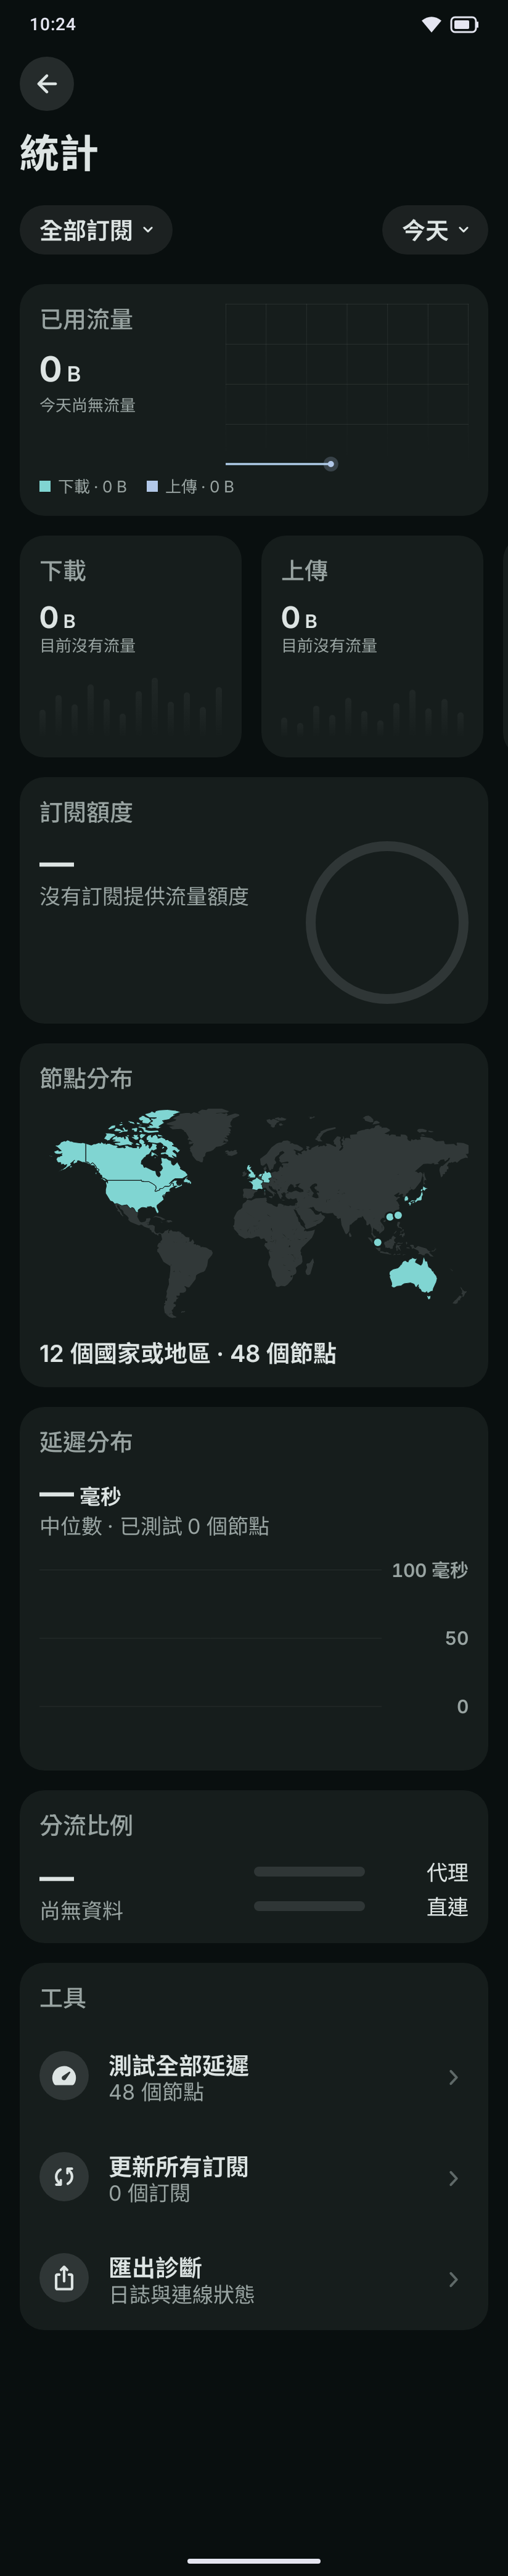 10:24
統計
全部訂閱
今天
已用流量
0 B
今天尚無流量
下載 · 0 B
上傳 · 0 B
下載
0 B
目前沒有流量
上傳
0 B
目前沒有流量
訂閱額度
—
沒有訂閱提供流量額度
節點分布
12 個國家或地區 · 48 個節點
延遲分布
— 毫秒
中位數 · 已測試 0 個節點
100 毫秒
50
0
分流比例
—
尚無資料
代理
直連
工具
測試全部延遲
48 個節點
更新所有訂閱
0 個訂閱
匯出診斷
日誌與連線狀態